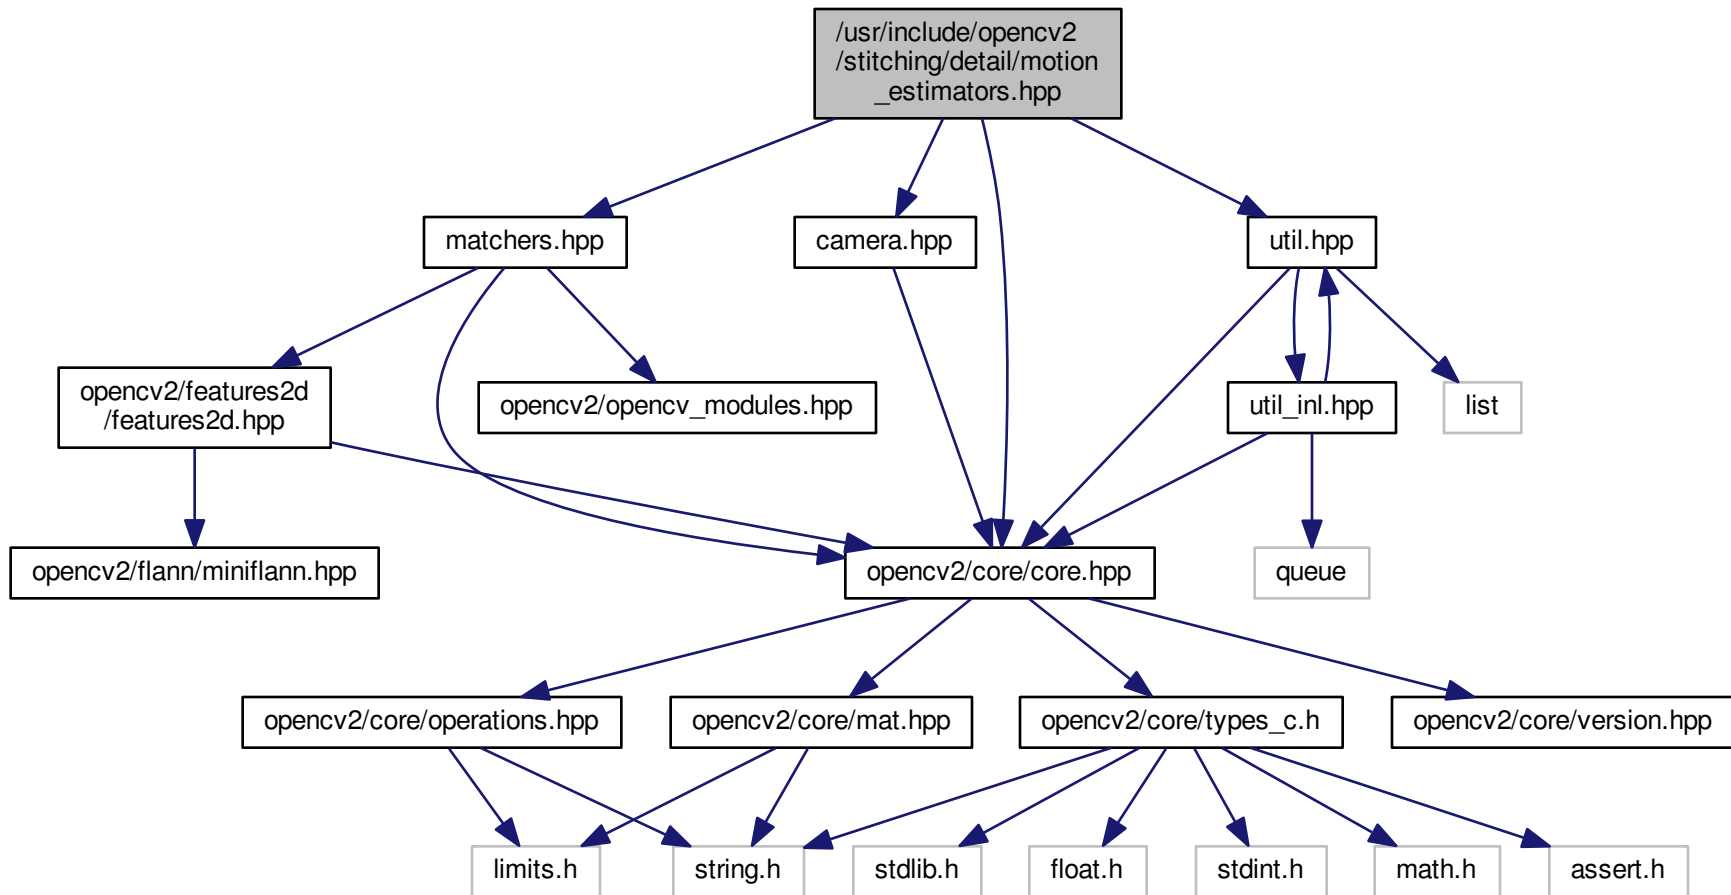 /usr/include/opencv2
/stitching/detail/motion
_estimators.hpp
matchers.hpp
camera.hpp
util.hpp
opencv2/features2d
/features2d.hpp
opencv2/opencv_modules.hpp
util_inl.hpp
list
opencv2/flann/miniflann.hpp
opencv2/core/core.hpp
queue
opencv2/core/operations.hpp
opencv2/core/mat.hpp
opencv2/core/types_c.h
opencv2/core/version.hpp
limits.h
string.h
stdlib.h
float.h
stdint.h
math.h
assert.h